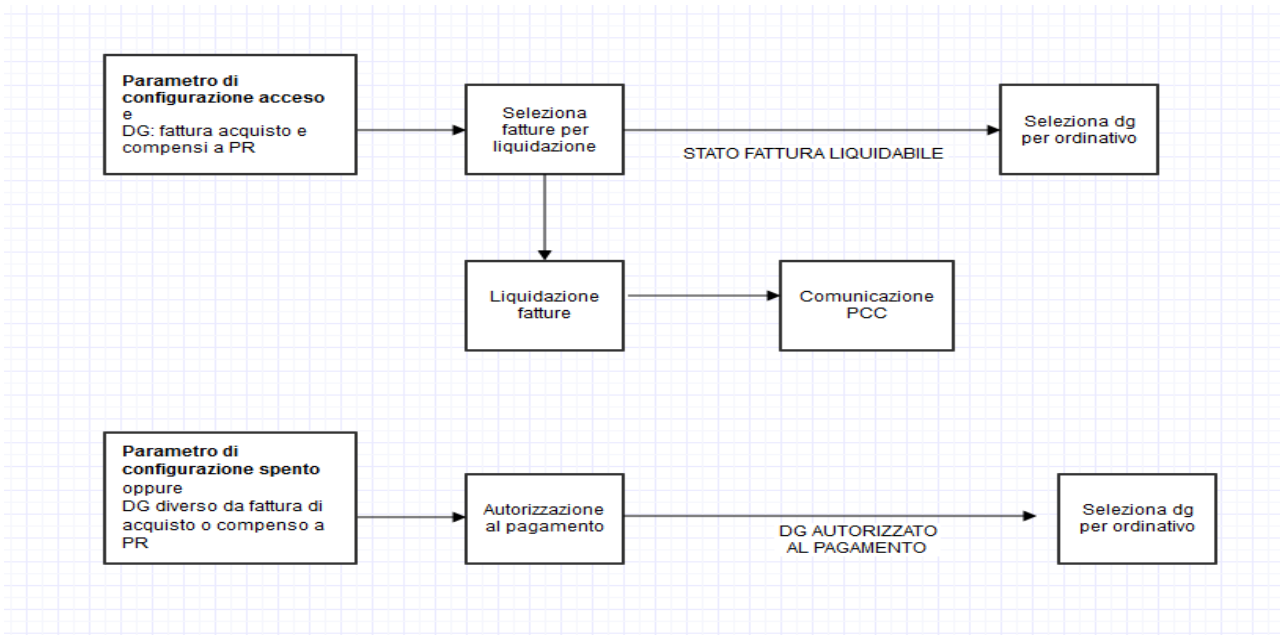 Parametro di
configurazione acceso
e
DG: fattura acquisto e
compensi a PR
Seleziona
fatture per
liquidazione
STATO FATTURA LIQUIDABILE
Seleziona dg
per ordinativo
Liquidazione
fatture
Comunicazione
PCC
Parametro di
configurazione spento
oppure
DG diverso da fattura di
acquisto o compenso a
PR
Autorizzazione
al pagamento
DG AUTORIZZATO
AL PAGAMENTO
Seleziona dg
per ordinativo